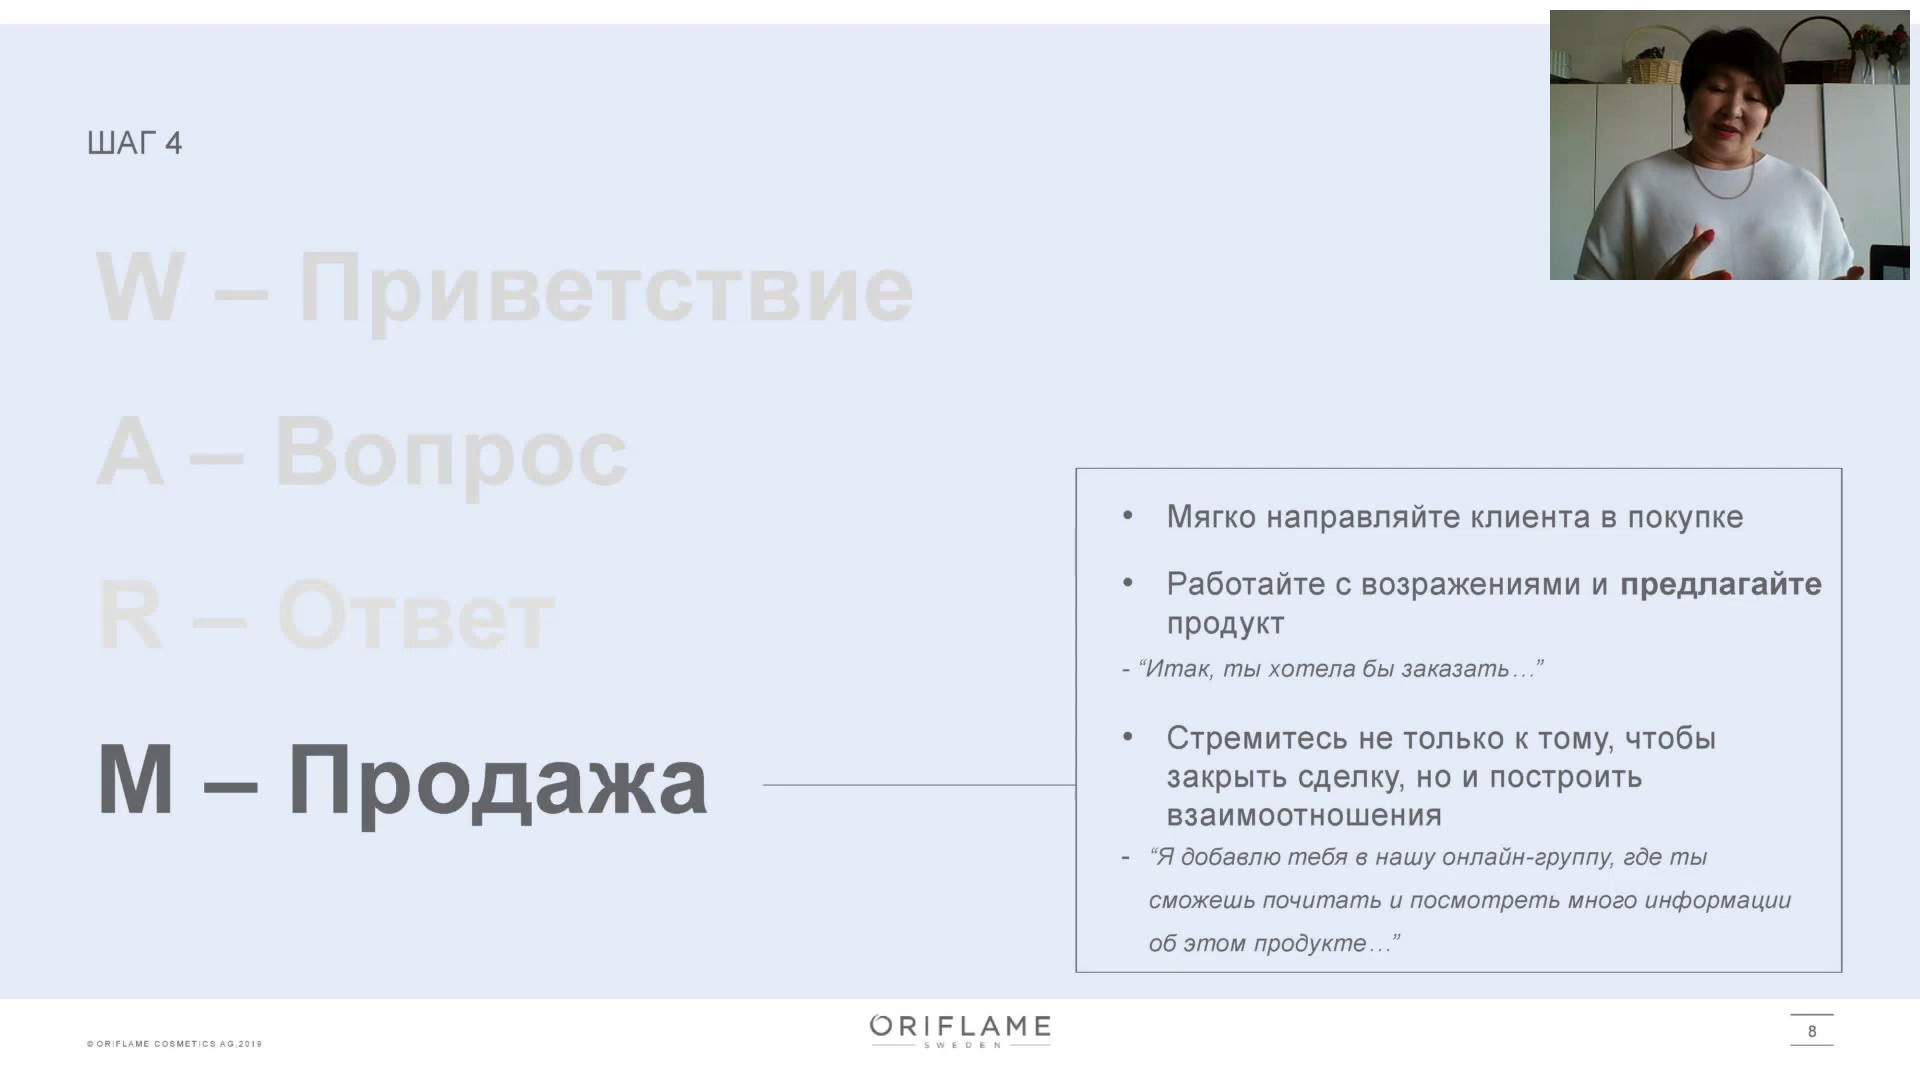 ШАГ 4
W – Приветствие
A – Вопрос
R – Ответ
M – Продажа
• Мягко направляйте клиента в покупке
• Работайте с возражениями и предлагайте
продукт
- “Итак, ты хотела бы заказать…”
• Стремитесь не только к тому, чтобы
закрыть сделку, но и построить
взаимоотношения
- “Я добавлю тебя в нашу онлайн-группу, где ты
сможешь почитать и посмотреть много информации
об этом продукте…”
© ORIFLAME COSMETICS AG,2019
ORIFLAME
SWEDEN
8